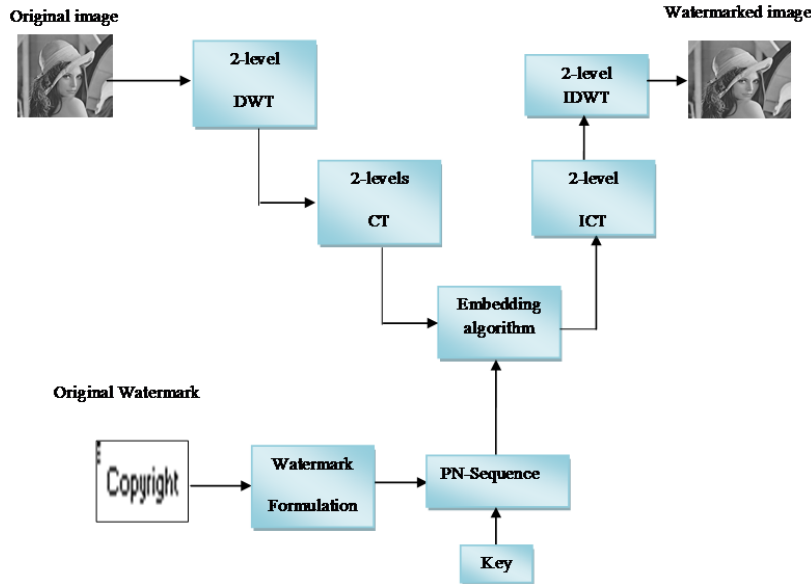 Original image
Watermarked image
2-level
DWT
2-level
IDWT
2-levels
CT
2-level
ICT
Embedding
algorithm
Original Watermark
Copyright
Watermark
Formulation
PN-Sequence
Key